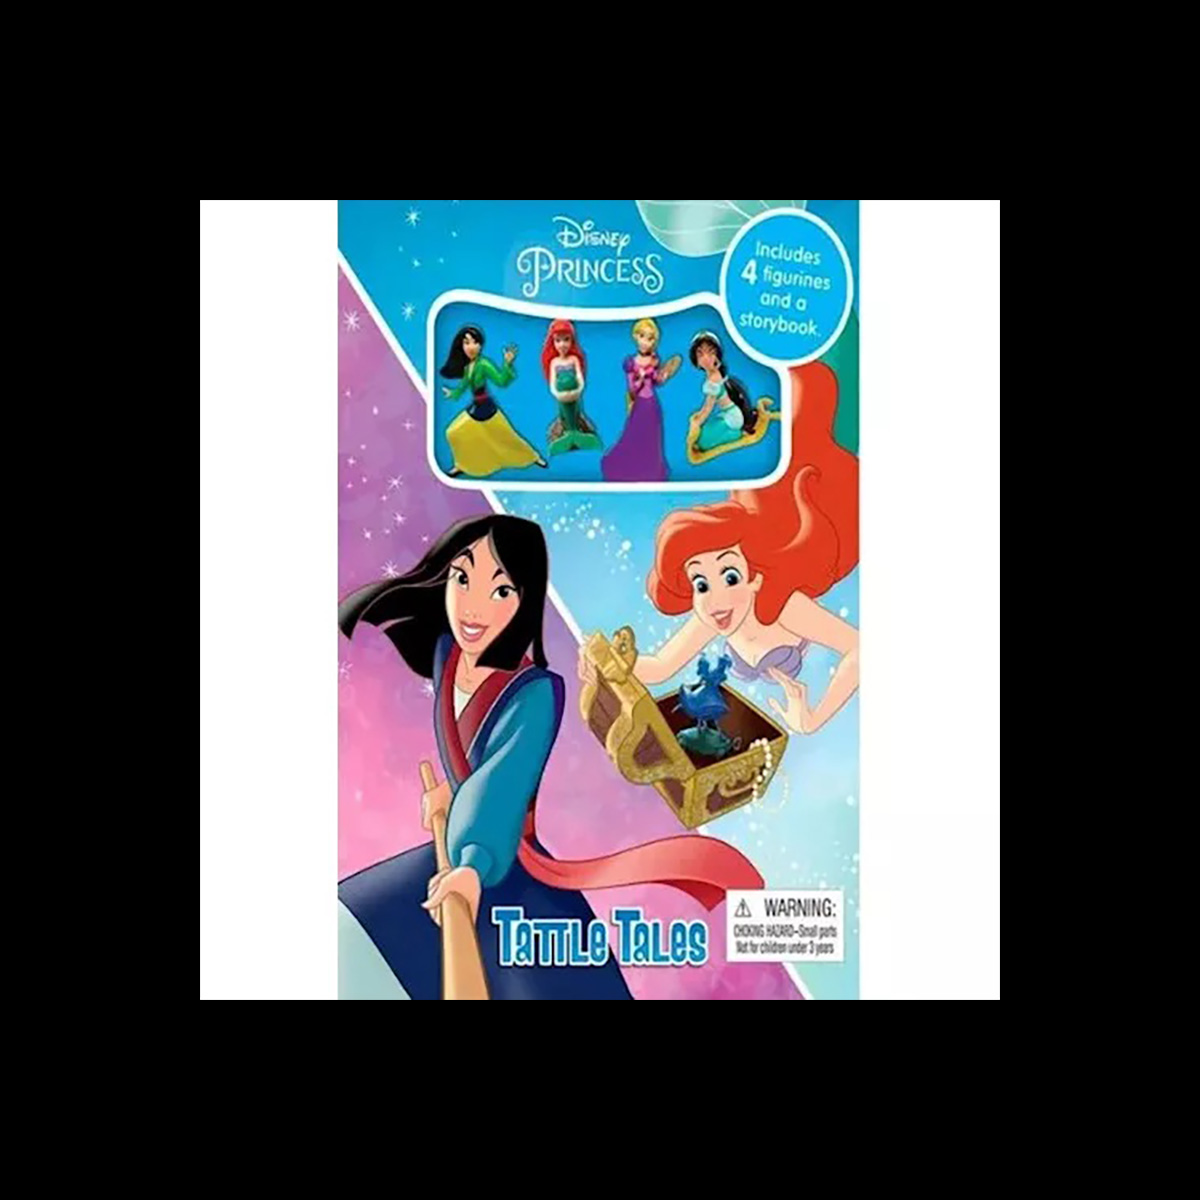 Disney
PRINCESS
Includes
4 figurines
and a
storybook.
TATTLE TALES
WARNING:
CHOKING HAZARD–Small parts
Not for children under 3 years